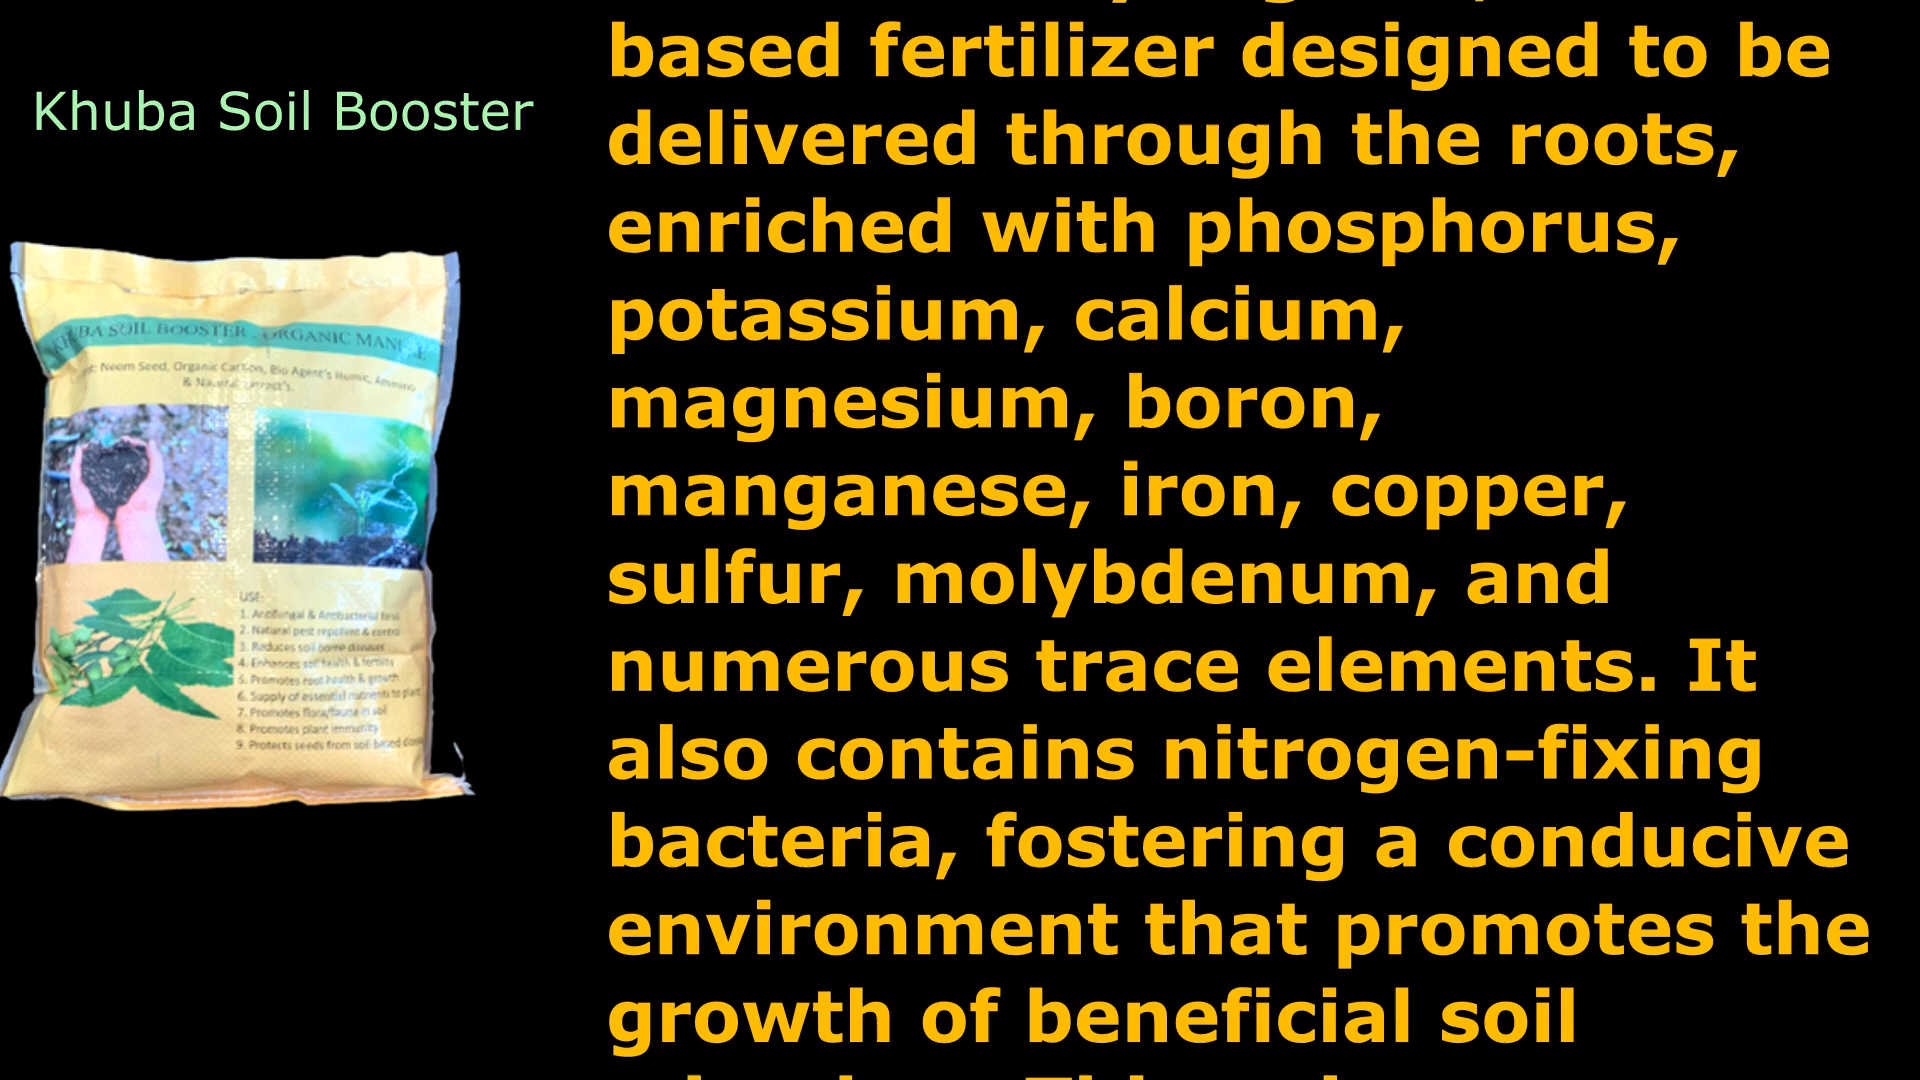 Khuba Soil Booster
based fertilizer designed to be
delivered through the roots,
enriched with phosphorus,
potassium, calcium,
magnesium, boron,
manganese, iron, copper,
sulfur, molybdenum, and
numerous trace elements. It
also contains nitrogen-fixing
bacteria, fostering a conducive
environment that promotes the
growth of beneficial soil
SOIL BOOSTER
Neem Seed, Organic Carbon, Bio Agent's Humic, Ammino
& Natural
USE:
1. Antifungal & Antibacterial
2. Natural pest repellent & control
3. Reduces soil borne diseases
4. Enhances soil health & fertility
5. Promotes root health & growth
6. Supply of essential nutrients to plant
7. Promotes flora/fauna in soil
8. Promotes plant immunity
9. Protects seeds from soil based